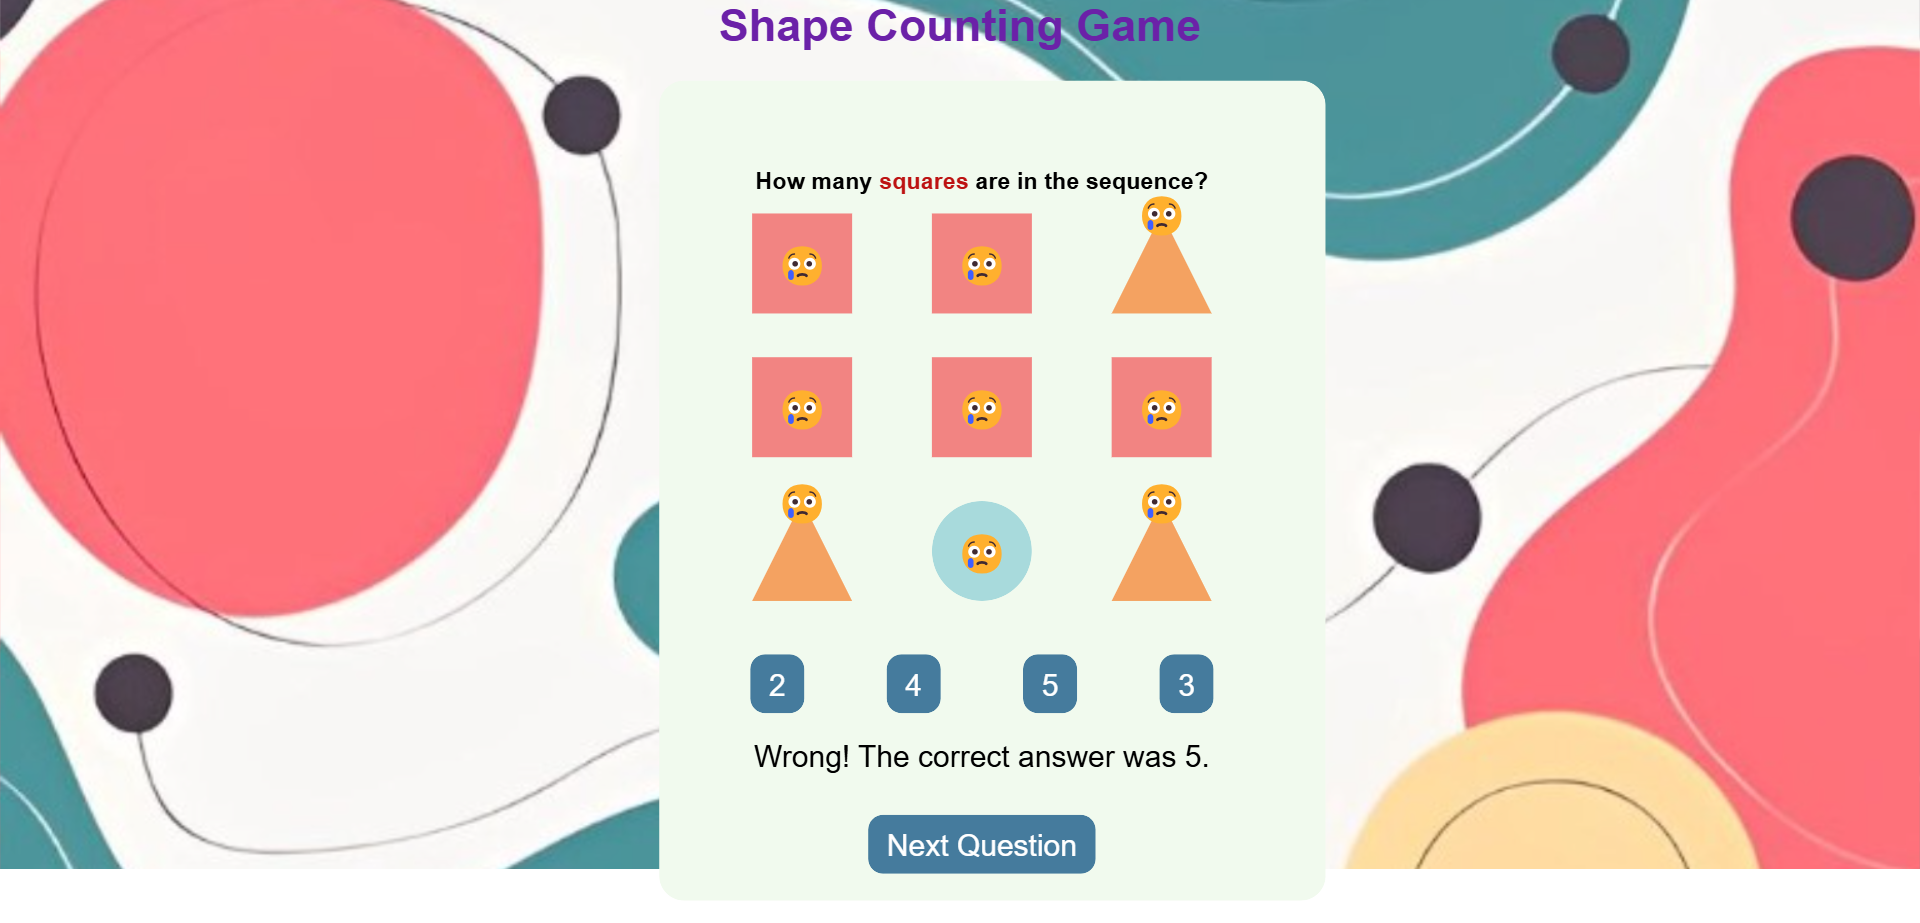 Shape Counting Game
How many squares are in the sequence?
2 4 5 3
Wrong! The correct answer was 5.
Next Question